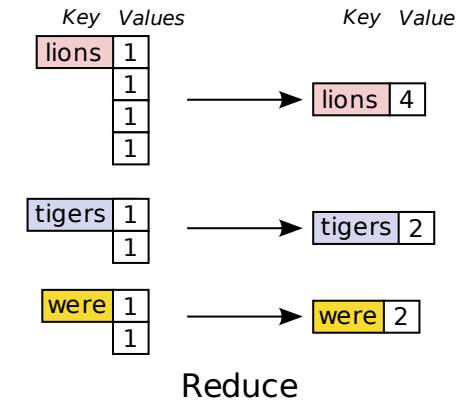 Key Values Key Value
lions 1
1
1
1
lions 4
tigers 1
1
tigers 2
were 1
1
were 2
Reduce